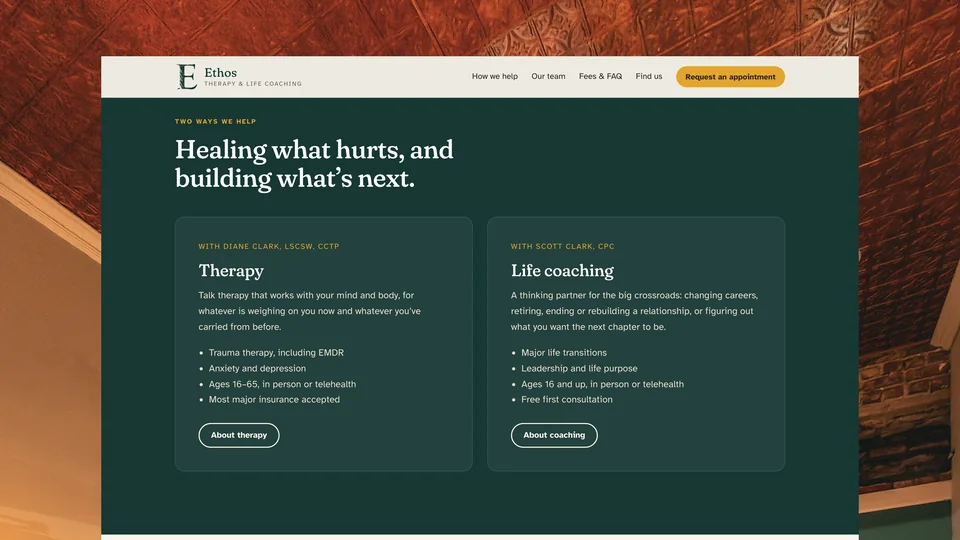 E Ethos
THERAPY & LIFE COACHING
How we help Our team Fees & FAQ Find us Request an appointment
TWO WAYS WE HELP
Healing what hurts, and
building what’s next.
WITH DIANE CLARK, LSCSW, CCTP
Therapy
Talk therapy that works with your mind and body, for
whatever is weighing on you now and whatever you’ve
carried from before.
• Trauma therapy, including EMDR
• Anxiety and depression
• Ages 16–65, in person or telehealth
• Most major insurance accepted
About therapy
WITH SCOTT CLARK, CPC
Life coaching
A thinking partner for the big crossroads: changing careers,
retiring, ending or rebuilding a relationship, or figuring out
what you want the next chapter to be.
• Major life transitions
• Leadership and life purpose
• Ages 16 and up, in person or telehealth
• Free first consultation
About coaching